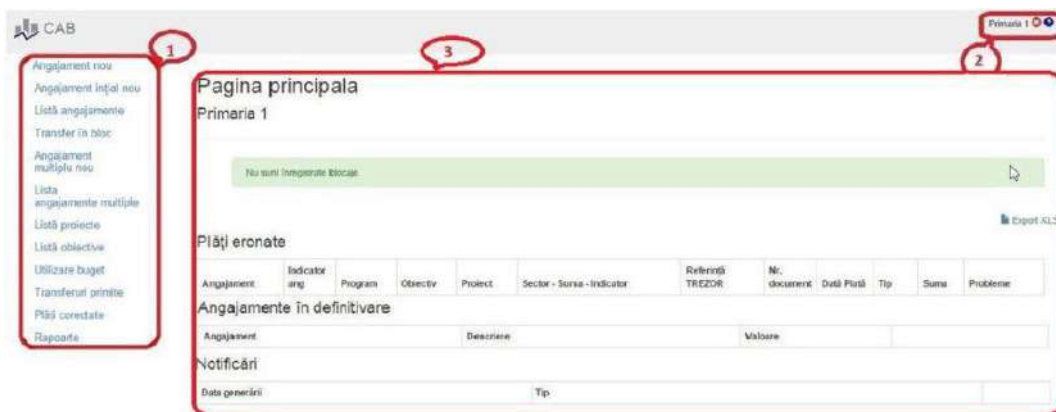 CAB
Primaria 1
1
2
3
Angajament nou
Angajament inţial nou
Listă angajamente
Transfer în bloc
Angajament
multiplu nou
Lista
angajamente multiple
Listă proiecte
Listă obiective
Utilizare buget
Transferuri primite
Plăți corectate
Rapoarte
Pagina principala
Primaria 1
Nu sunt înregistrate blocaje.
Export XLS
Plăți eronate
Angajament
Indicator
ang
Program
Obiectiv
Proiect
Sector - Sursa - Indicator
Referință
TREZOR
Nr.
document
Dată Plată
Tip
Suma
Probleme
Angajamente în definitivare
Angajament
Descriere
Valoare
Notificări
Data generării
Tip